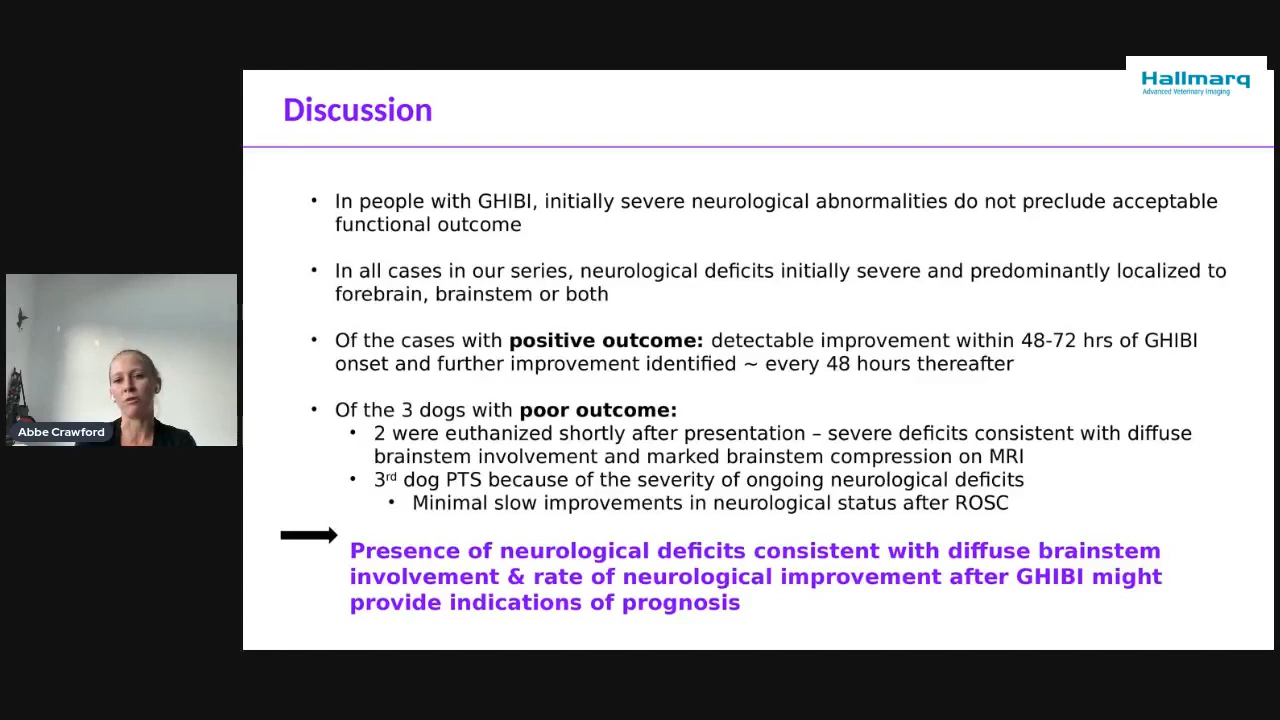 Hallmarq
Advanced Veterinary Imaging
Discussion
• In people with GHIBI, initially severe neurological abnormalities do not preclude acceptable
functional outcome
• In all cases in our series, neurological deficits initially severe and predominantly localized to
forebrain, brainstem or both
• Of the cases with positive outcome: detectable improvement within 48-72 hrs of GHIBI
onset and further improvement identified ~ every 48 hours thereafter
• Of the 3 dogs with poor outcome:
• 2 were euthanized shortly after presentation – severe deficits consistent with diffuse
brainstem involvement and marked brainstem compression on MRI
• 3rd dog PTS because of the severity of ongoing neurological deficits
• Minimal slow improvements in neurological status after ROSC
Presence of neurological deficits consistent with diffuse brainstem
involvement & rate of neurological improvement after GHIBI might
provide indications of prognosis
Abbe Crawford